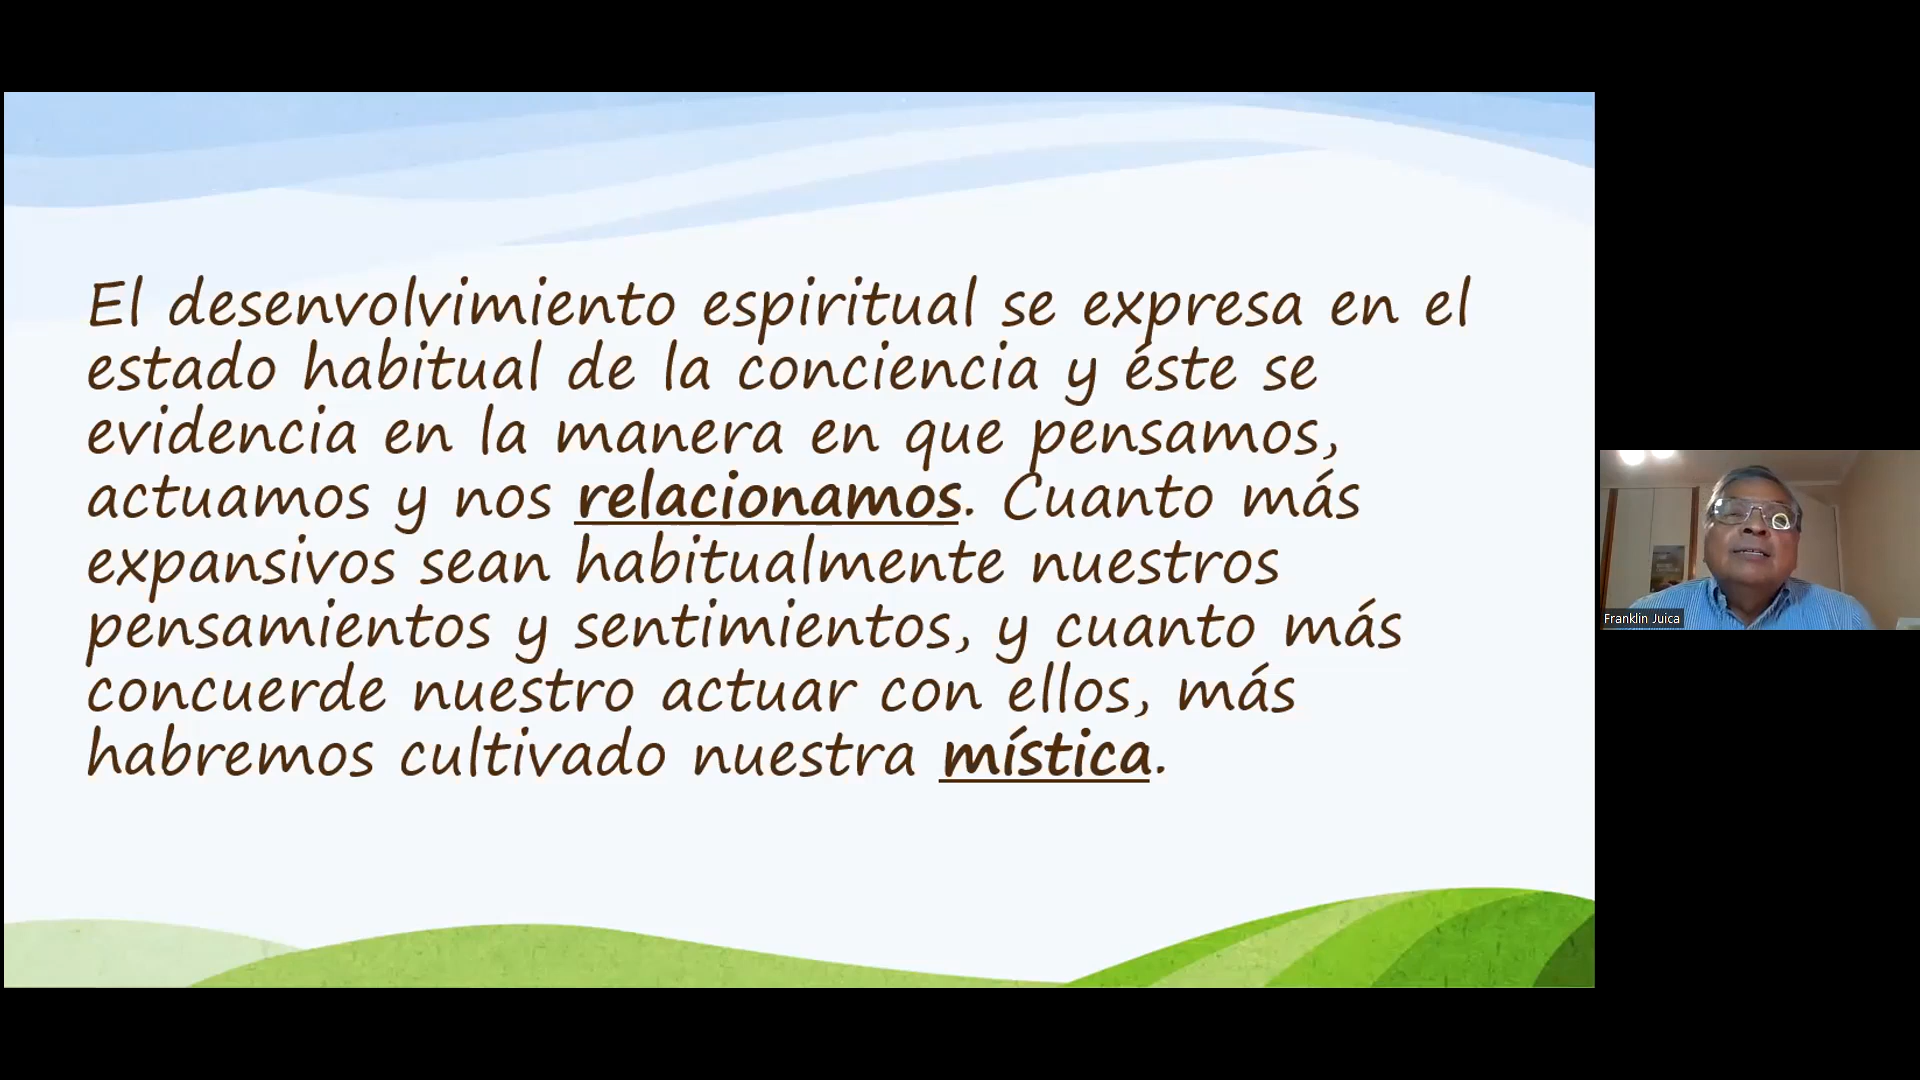 El desenvolvimiento espiritual se expresa en el
estado habitual de la conciencia y éste se
evidencia en la manera en que pensamos,
actuamos y nos relacionamos. Cuanto más
expansivos sean habitualmente nuestros
pensamientos y sentimientos, y cuanto más
concuerde nuestro actuar con ellos, más
habremos cultivado nuestra mística.
Franklin Juica